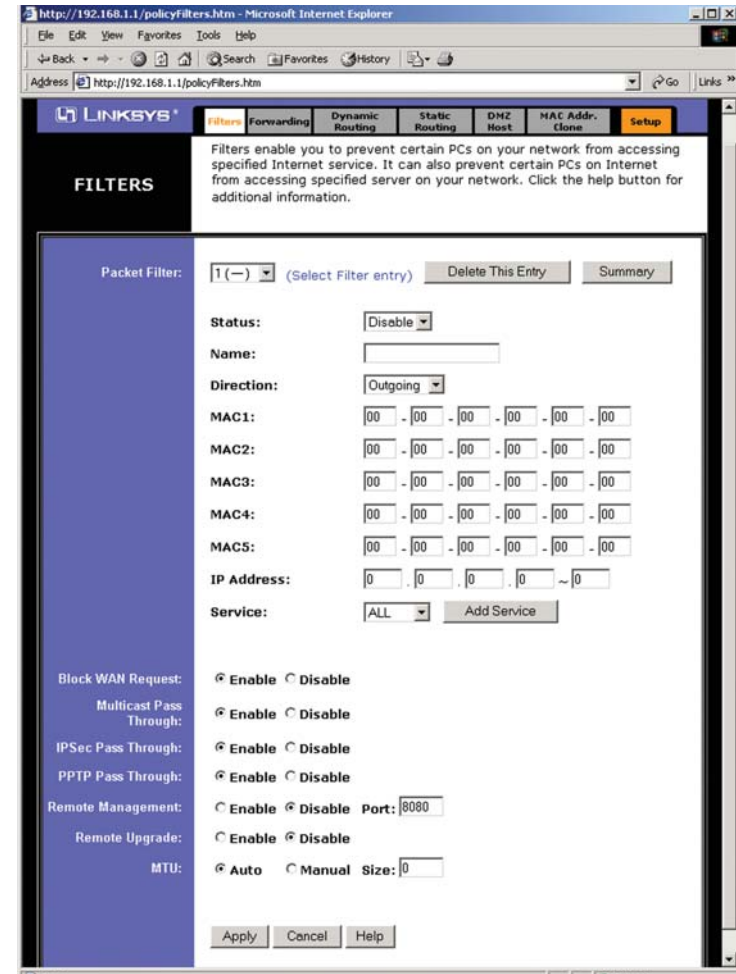 http://192.168.1.1/policyFilters.htm - Microsoft Internet Explorer
File Edit View Favorites Tools Help
Back Search Favorites History
Address http://192.168.1.1/policyFilters.htm Go Links »
LINKSYS®
Filters Forwarding Dynamic Routing Static Routing DMZ Host MAC Addr. Clone Setup
FILTERS
Filters enable you to prevent certain PCs on your network from accessing
specified Internet service. It can also prevent certain PCs on Internet
from accessing specified server on your network. Click the help button for
additional information.
Packet Filter: 1 (—) (Select Filter entry) Delete This Entry Summary
Status: Disable
Name:
Direction: Outgoing
MAC1: 00 - 00 - 00 - 00 - 00 - 00
MAC2: 00 - 00 - 00 - 00 - 00 - 00
MAC3: 00 - 00 - 00 - 00 - 00 - 00
MAC4: 00 - 00 - 00 - 00 - 00 - 00
MAC5: 00 - 00 - 00 - 00 - 00 - 00
IP Address: 0 . 0 . 0 . 0 ~ 0
Service: ALL Add Service
Block WAN Request: Enable Disable
Multicast Pass Through: Enable Disable
IPSec Pass Through: Enable Disable
PPTP Pass Through: Enable Disable
Remote Management: Enable Disable Port: 8080
Remote Upgrade: Enable Disable
MTU: Auto Manual Size: 0
Apply Cancel Help